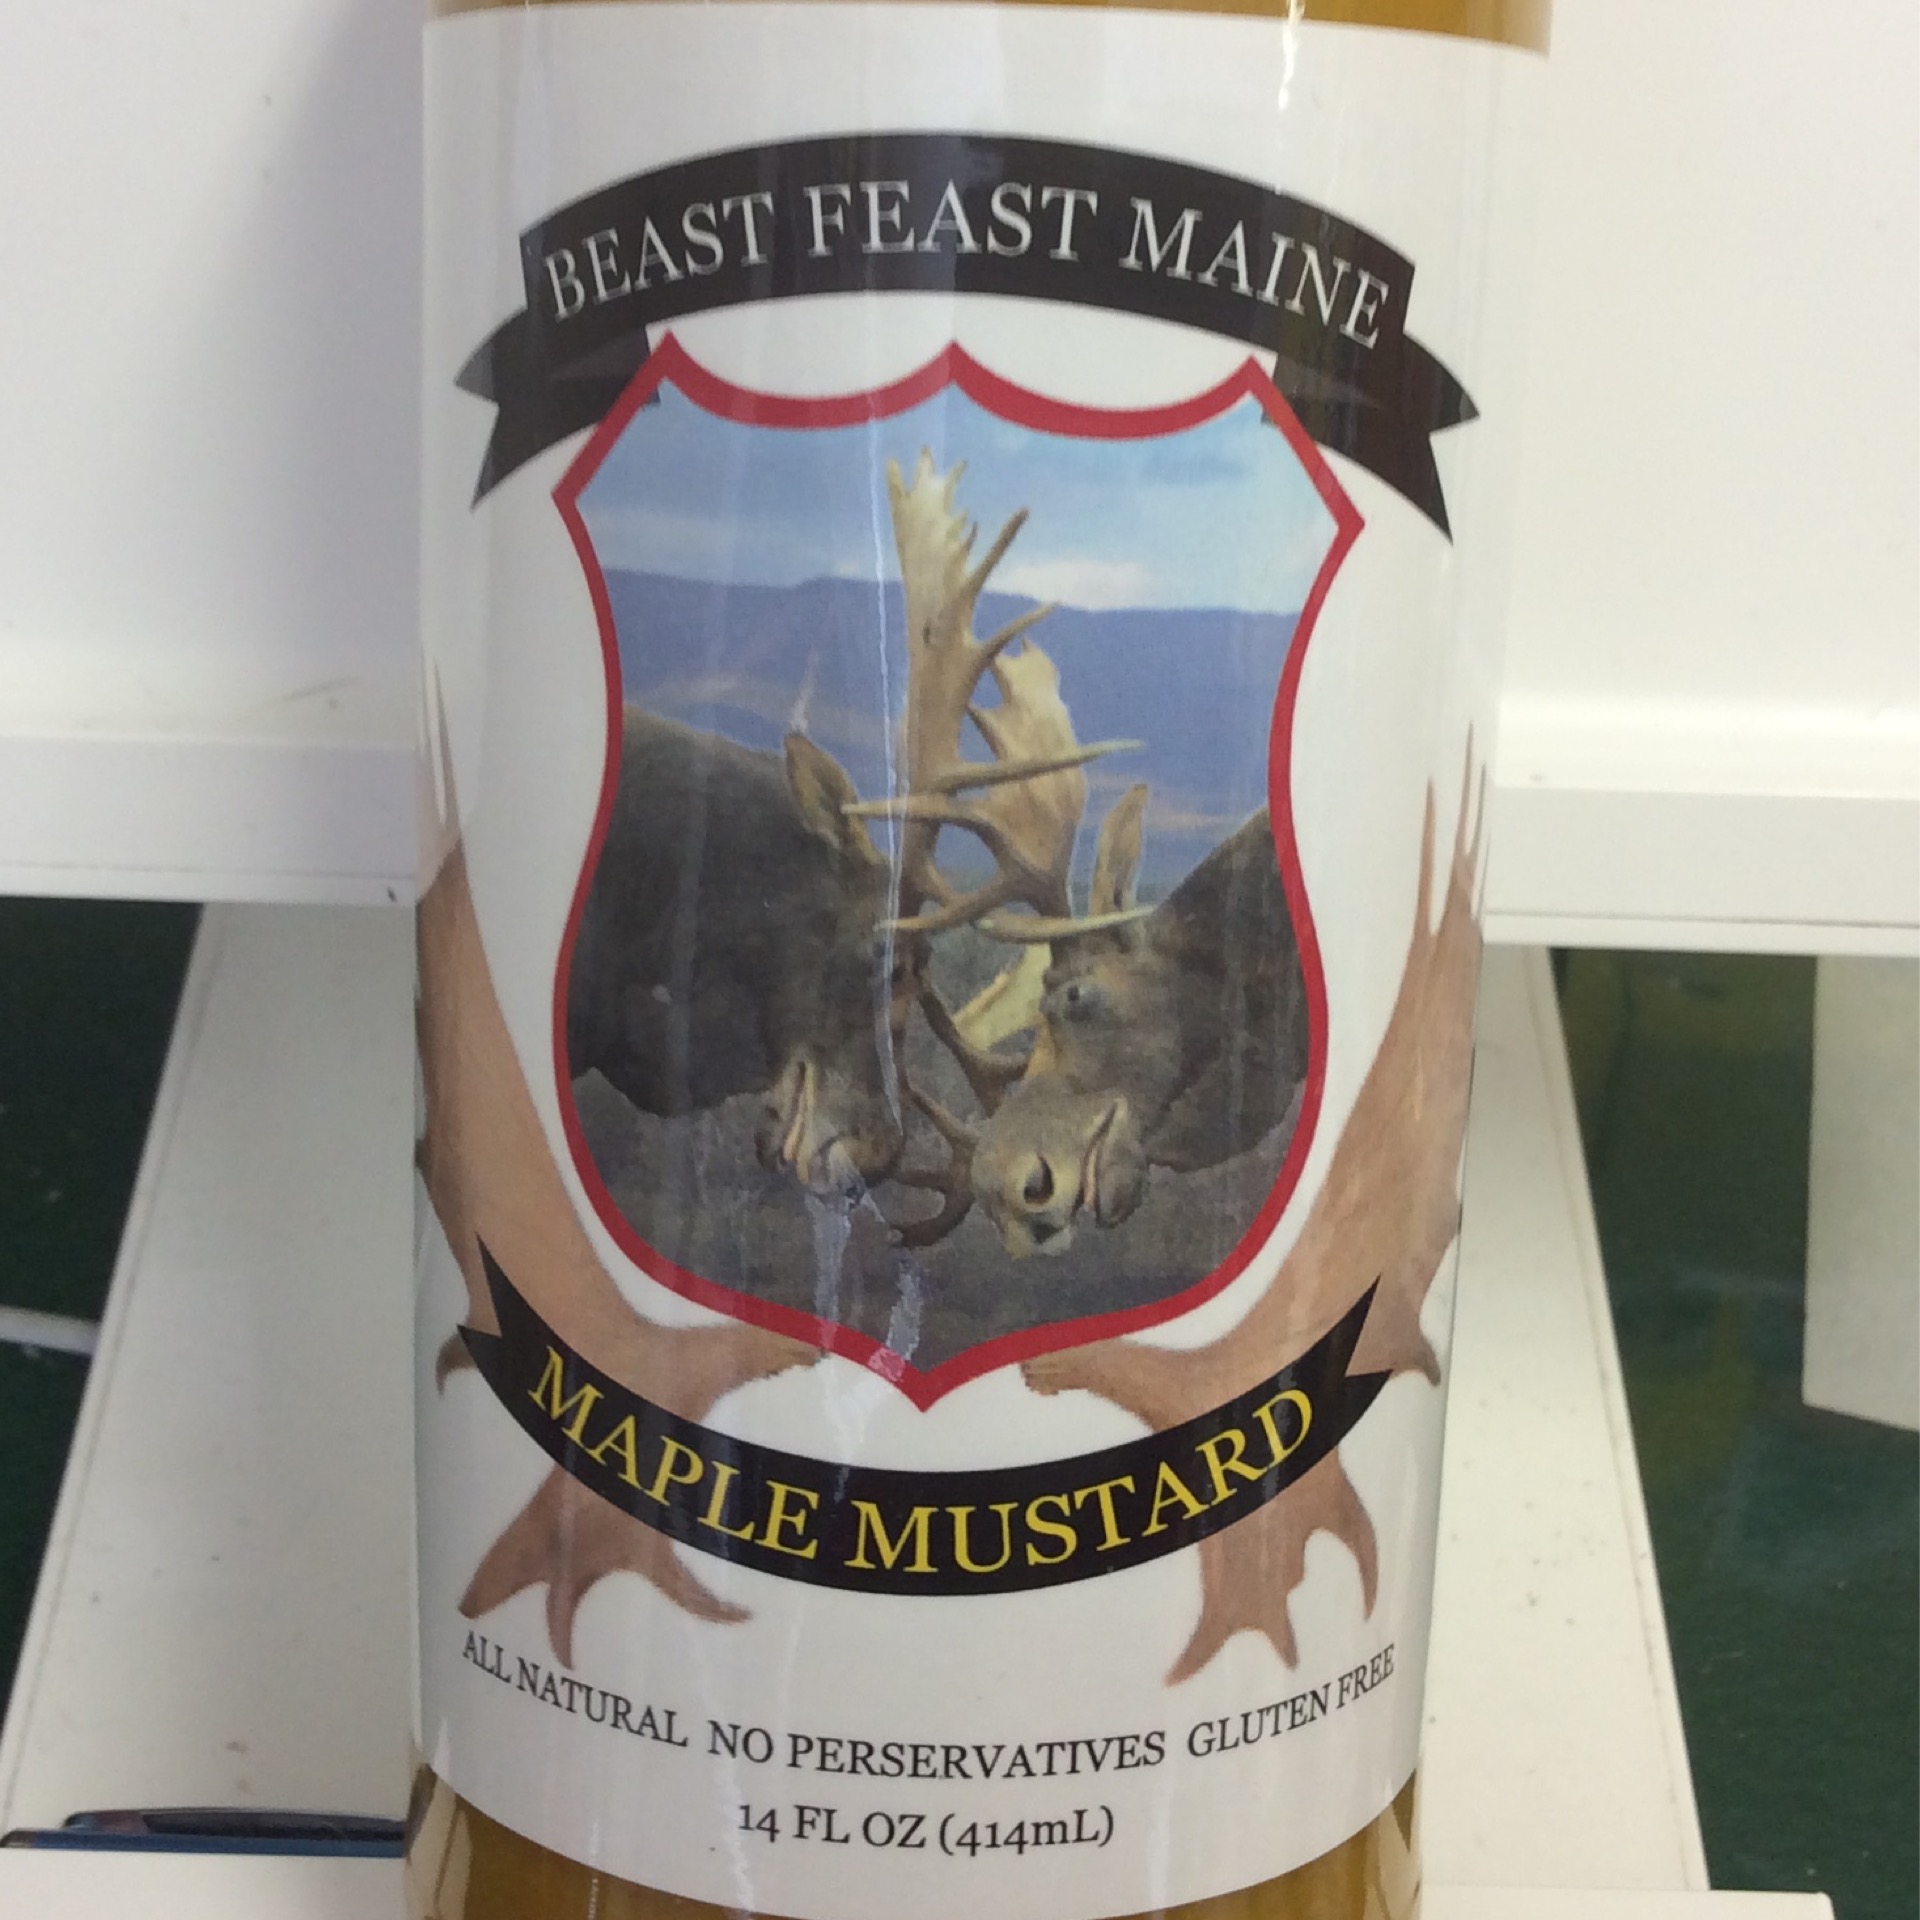 BEAST FEAST MAINE
MAPLE MUSTARD
ALL NATURAL NO PERSERVATIVES GLUTEN FREE
14 FL OZ (414mL)